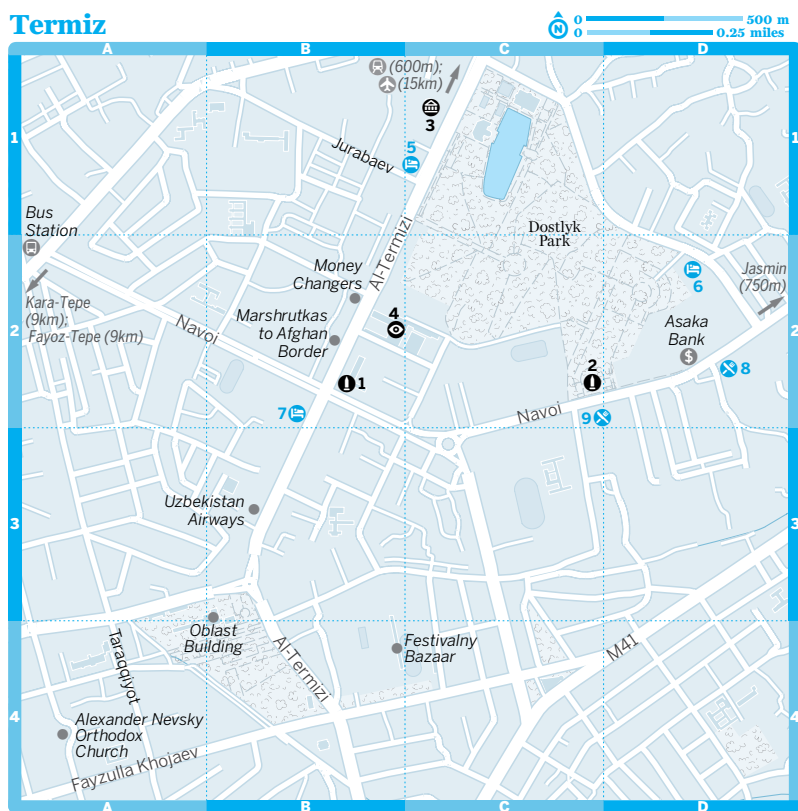 Termiz
N
0
500 m
0
0.25 miles
A
B
C
D
(600m);
(15km)
3
1
1
5
Jurabaev
Bus
Station
Dostlyk
Park
Al-Termizi
Money
Changers
6
Jasmin
(750m)
Kara-Tepe
(9km);
Fayoz-Tepe (9km)
Navoi
Marshrutkas
to Afghan
Border
4
2
2
Asaka
Bank
$
1
2
8
7
Navoi
9
Uzbekistan
Airways
3
3
Oblast
Building
Taraqqiyot
Al-Termizi
Festivalny
Bazaar
M41
4
4
Alexander Nevsky
Orthodox
Church
Fayzulla Khojaev
A
B
C
D